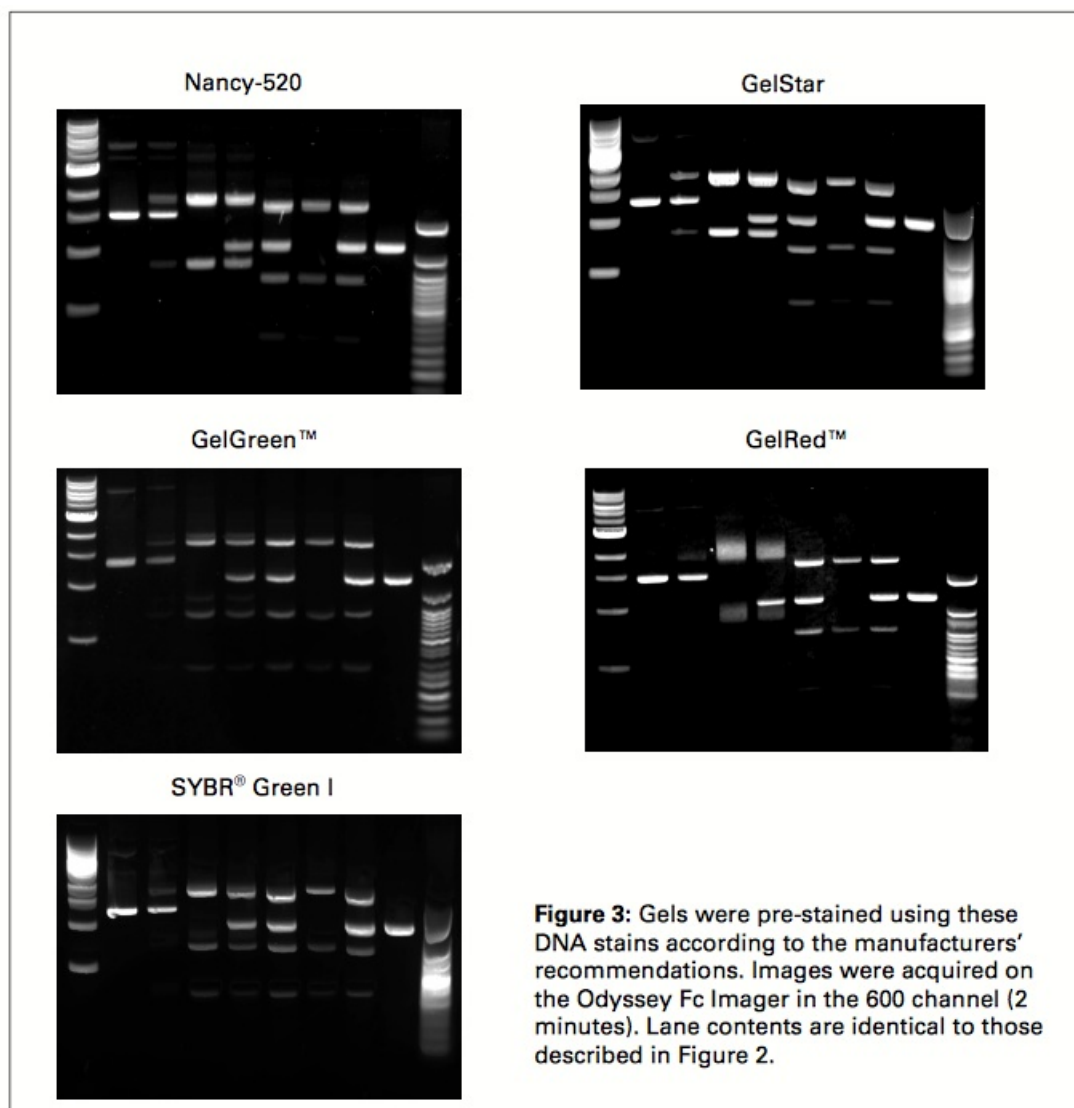 Nancy-520
GelStar
GelGreen™
GelRed™
SYBR® Green I
Figure 3: Gels were pre-stained using these
DNA stains according to the manufacturers’
recommendations. Images were acquired on
the Odyssey Fc Imager in the 600 channel (2
minutes). Lane contents are identical to those
described in Figure 2.